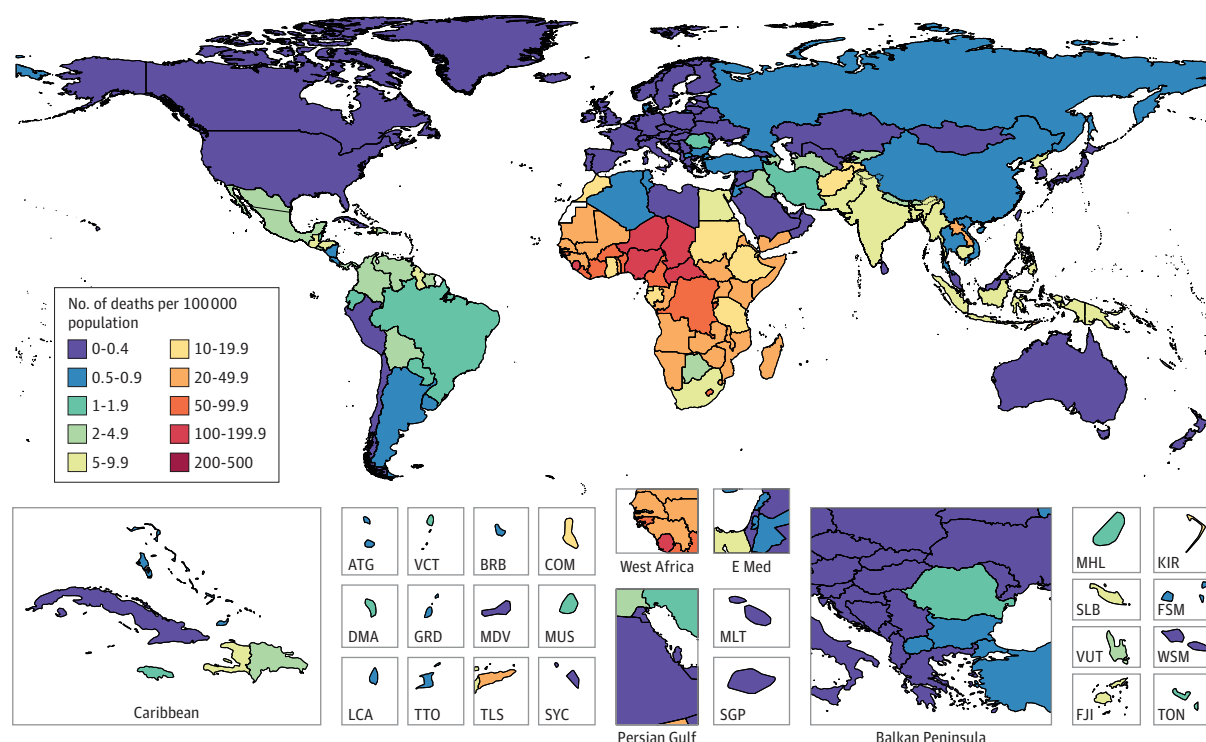 No. of deaths per 100 000
population
0-0.4
0.5-0.9
1-1.9
2-4.9
5-9.9
10-19.9
20-49.9
50-99.9
100-199.9
200-500
Caribbean
ATG
VCT
BRB
COM
DMA
GRD
MDV
MUS
LCA
TTO
TLS
SYC
West Africa
E Med
Persian Gulf
MLT
SGP
Balkan Peninsula
MHL
KIR
SLB
FSM
VUT
WSM
FJI
TON